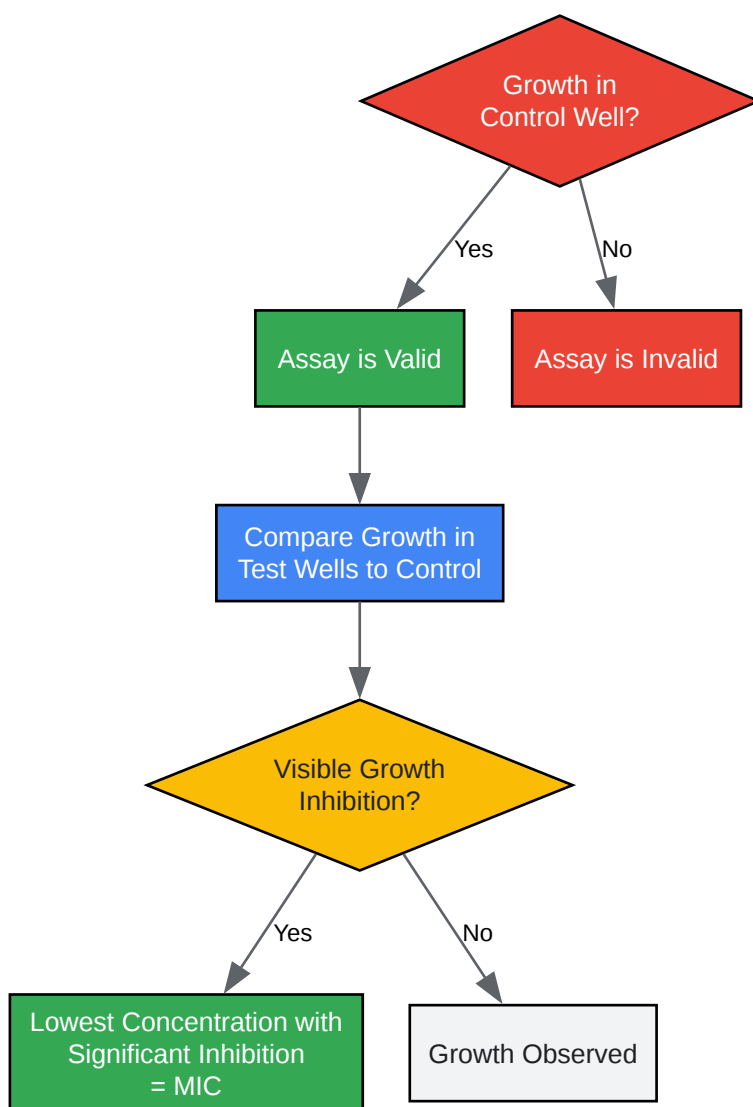 Growth in
Control Well?
Yes
No
Assay is Valid
Assay is Invalid
Compare Growth in
Test Wells to Control
Visible Growth
Inhibition?
Yes
No
Lowest Concentration with
Significant Inhibition
= MIC
Growth Observed